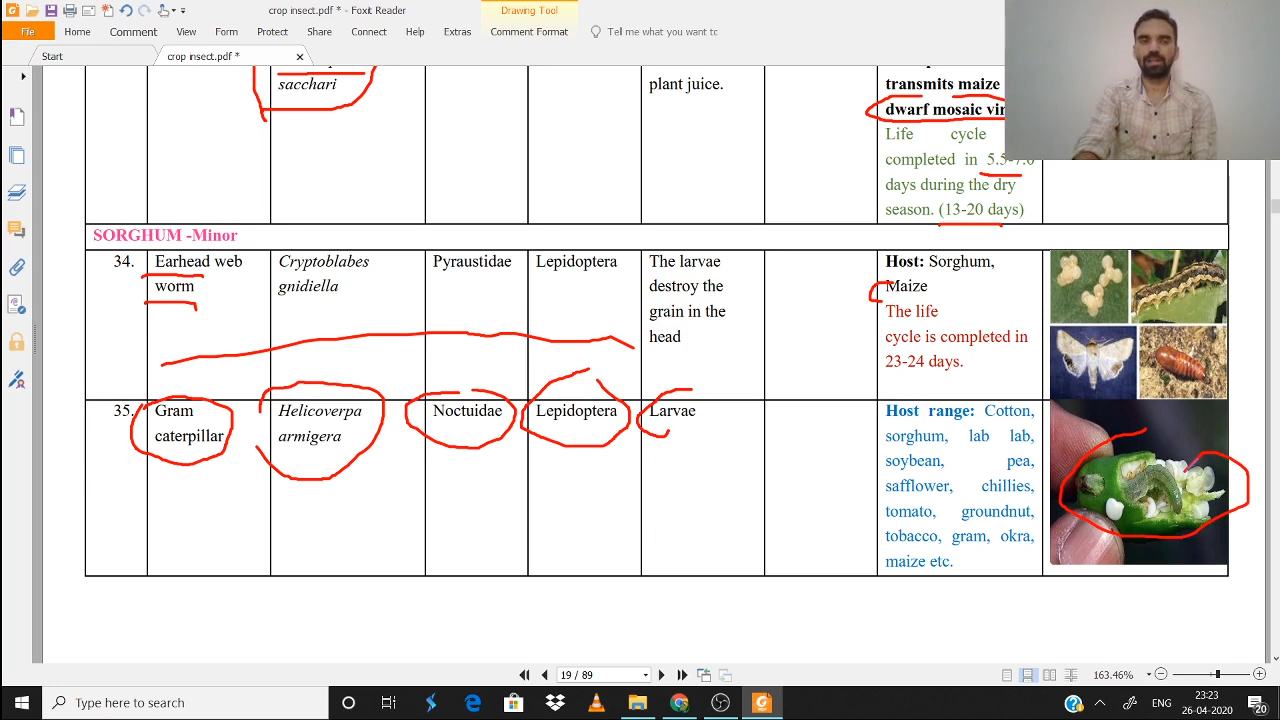 crop insect.pdf * - Foxit Reader
Drawing Tool
File Home Comment View Form Protect Share Connect Help Extras Comment Format Tell me what you want to
Start crop insect.pdf *
sacchari
plant juice.
transmits maize
dwarf mosaic vir
Life cycle
completed in 5.5-7.0
days during the dry
season. (13-20 days)
SORGHUM -Minor
34. Earhead web Cryptoblabes Pyraustidae Lepidoptera The larvae Host: Sorghum,
worm gnidiella destroy the Maize
grain in the The life
head cycle is completed in
23-24 days.
35. Gram Helicoverpa Noctuidae Lepidoptera Larvae Host range: Cotton,
caterpillar armigera sorghum, lab lab,
soybean, pea,
safflower, chillies,
tomato, groundnut,
tobacco, gram, okra,
maize etc.
19 / 89
163.46%
Type here to search
ENG
23:23
26-04-2020
20